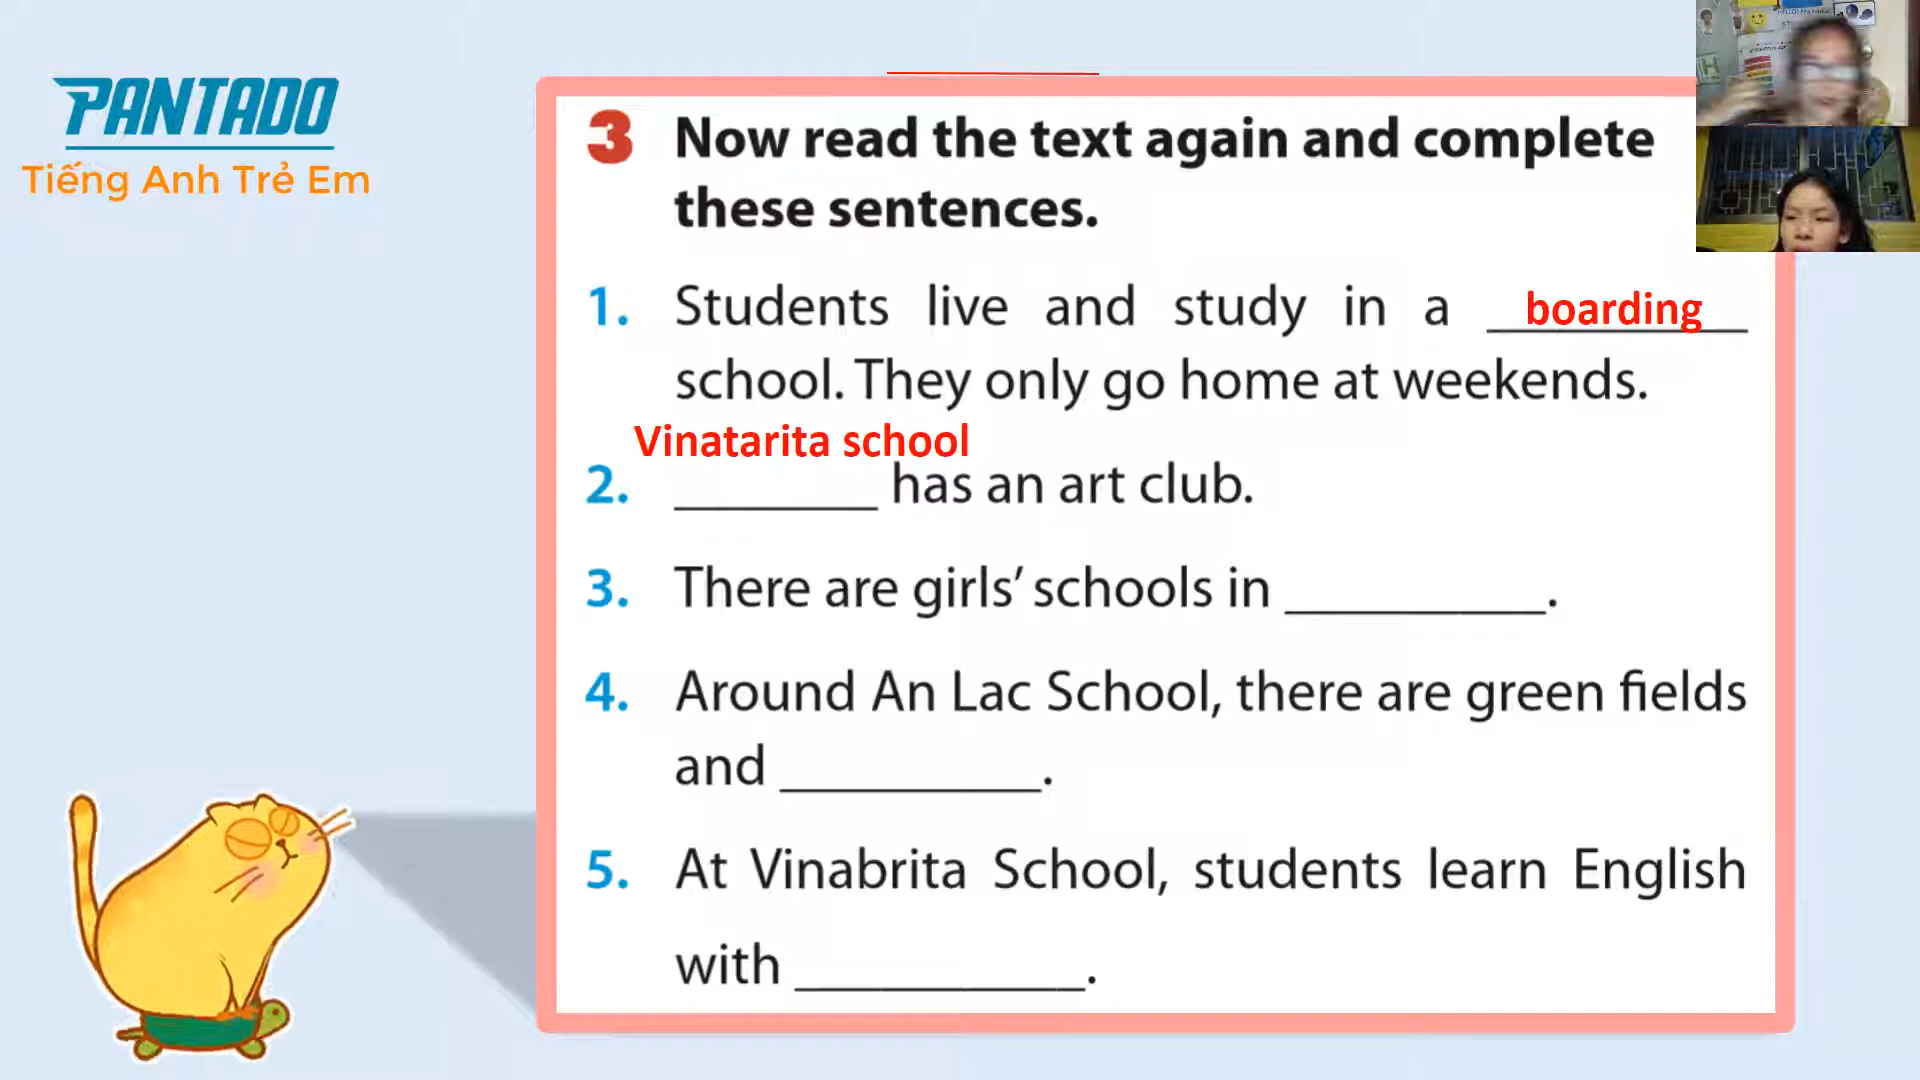 PANTADO
Tiếng Anh Trẻ Em
3 Now read the text again and complete
these sentences.
1. Students live and study in a boarding
school. They only go home at weekends.
Vinatarita school
2. ________ has an art club.
3. There are girls’ schools in __________.
4. Around An Lac School, there are green fields
and __________.
5. At Vinabrita School, students learn English
with ___________.